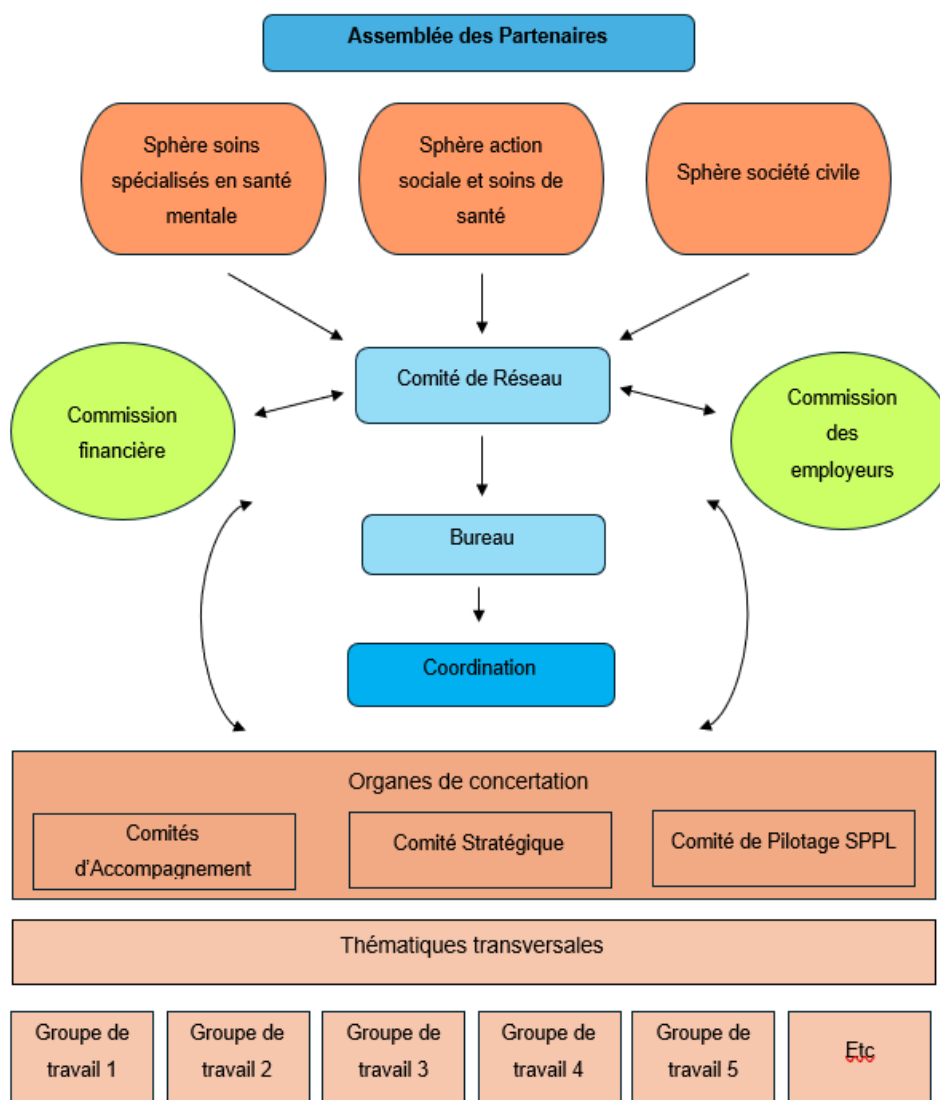 Assemblée des Partenaires
Sphère soins
spécialisés en santé
mentale
Sphère action
sociale et soins de
santé
Sphère société civile
Comité de Réseau
Commission
financière
Commission
des
employeurs
Bureau
Coordination
Organes de concertation
Comités
d'Accompagnement
Comité Stratégique
Comité de Pilotage SPPL
Thématiques transversales
Groupe de
travail 1
Groupe de
travail 2
Groupe de
travail 3
Groupe de
travail 4
Groupe de
travail 5
Etc